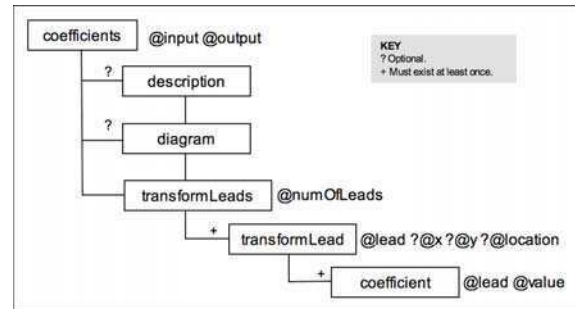 coefficients @input @output
KEY
? Optional.
+ Must exist at least once.
?
description
?
diagram
transformLeads @numOfLeads
+
transformLead @lead ?@x ?@y ?@location
+
coefficient @lead @value